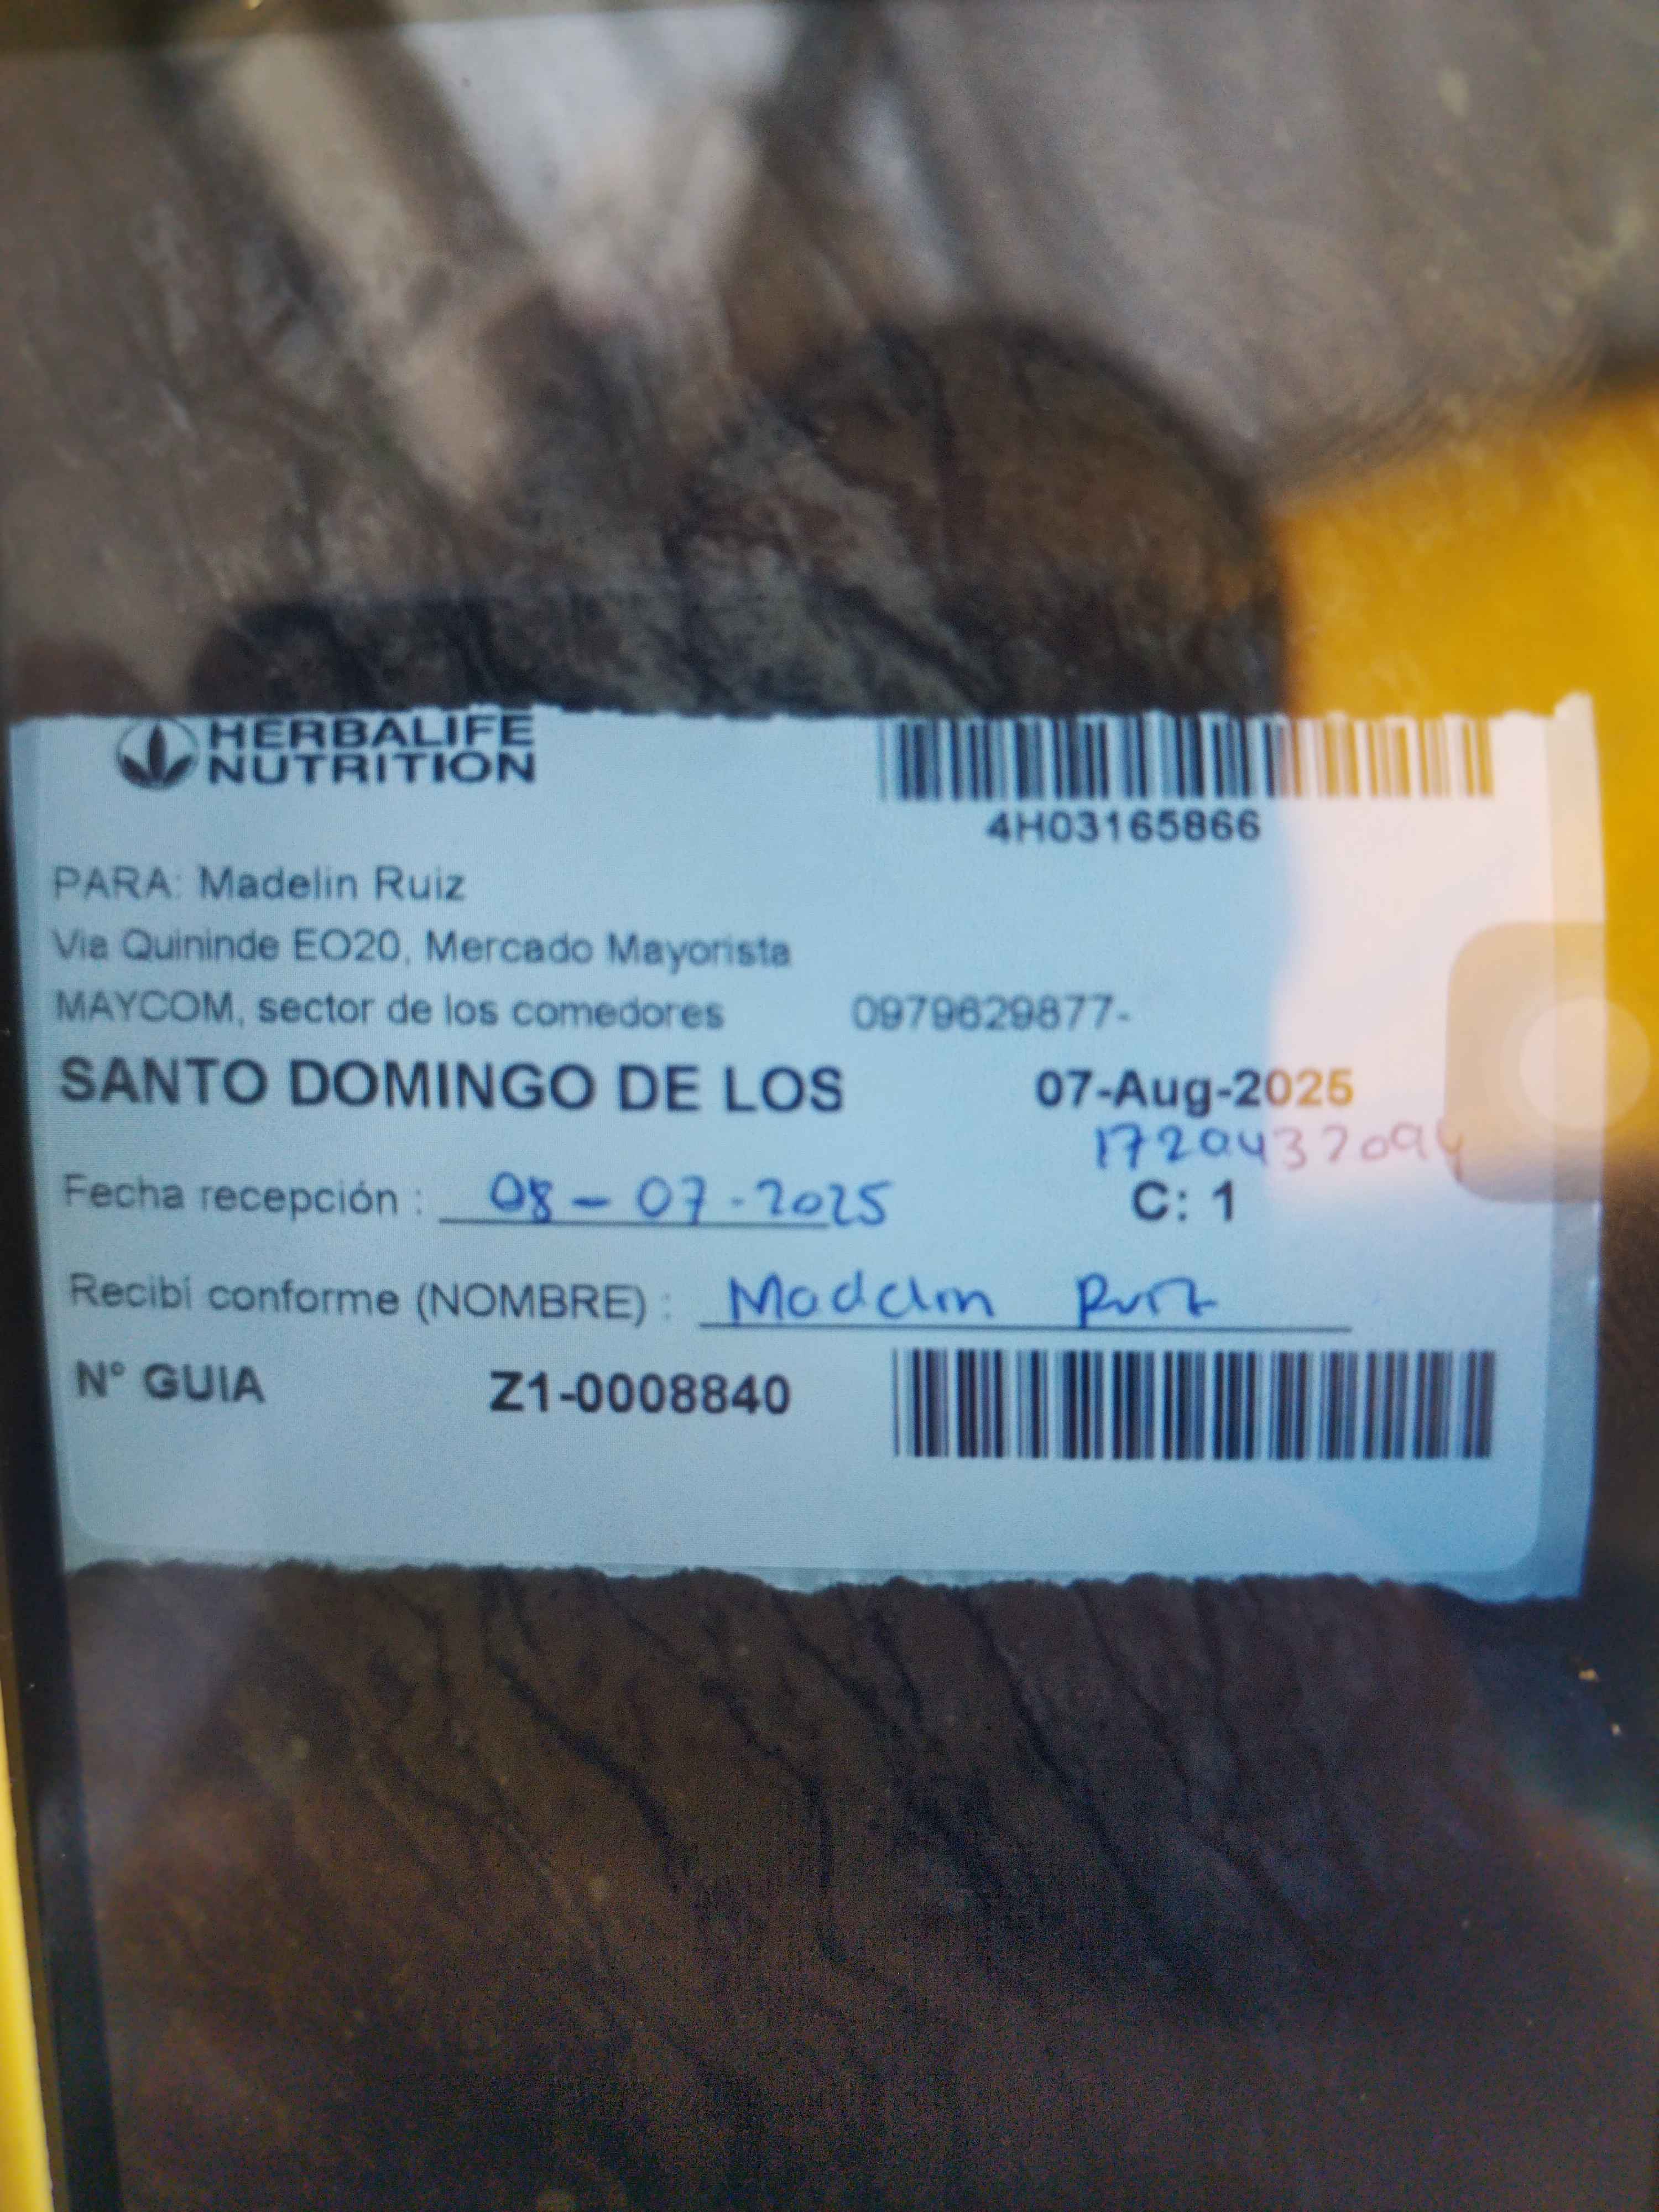 HERBALIFE
NUTRITION
4H03165866
PARA: Madelin Ruiz
Via Quininde EO20, Mercado Mayorista
MAYCOM, sector de los comedores 0979629877-
SANTO DOMINGO DE LOS 07-Aug-2025
Fecha recepción : 08-07-2025 C: 1
Recibí conforme (NOMBRE) : Madelin Ruiz
Nº GUIA Z1-0008840